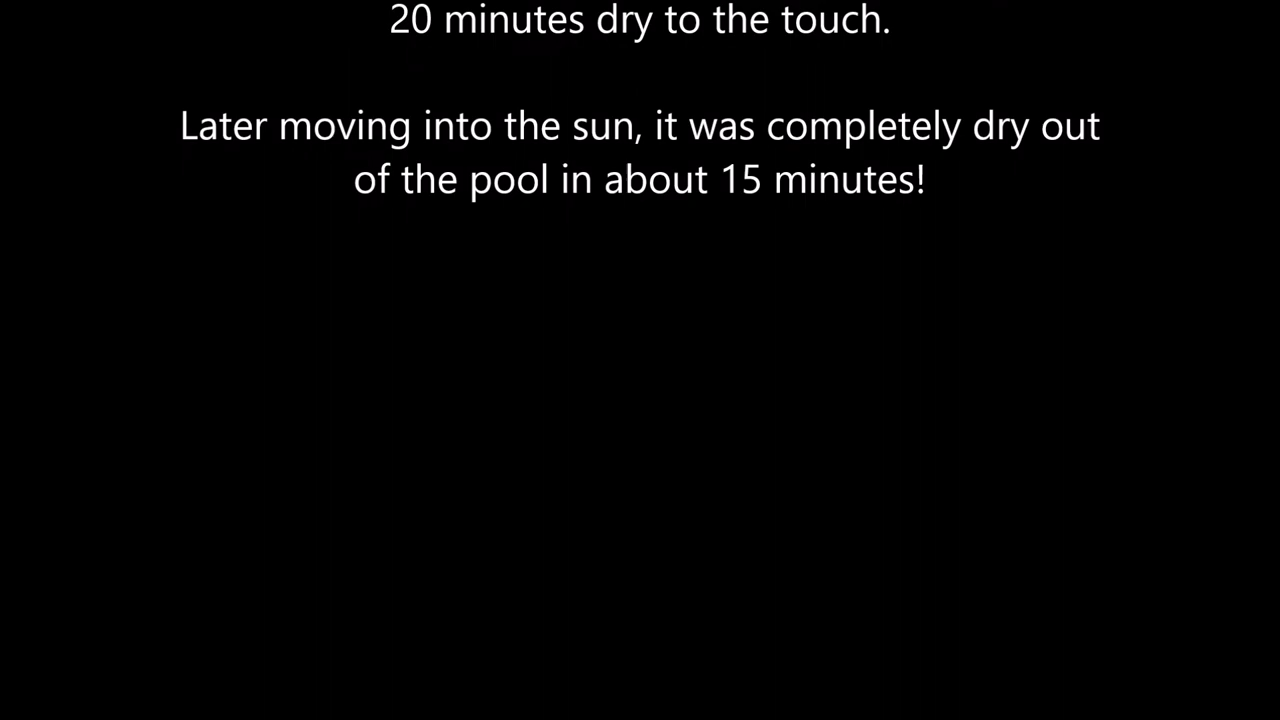 20 minutes dry to the touch.
Later moving into the sun, it was completely dry out
of the pool in about 15 minutes!